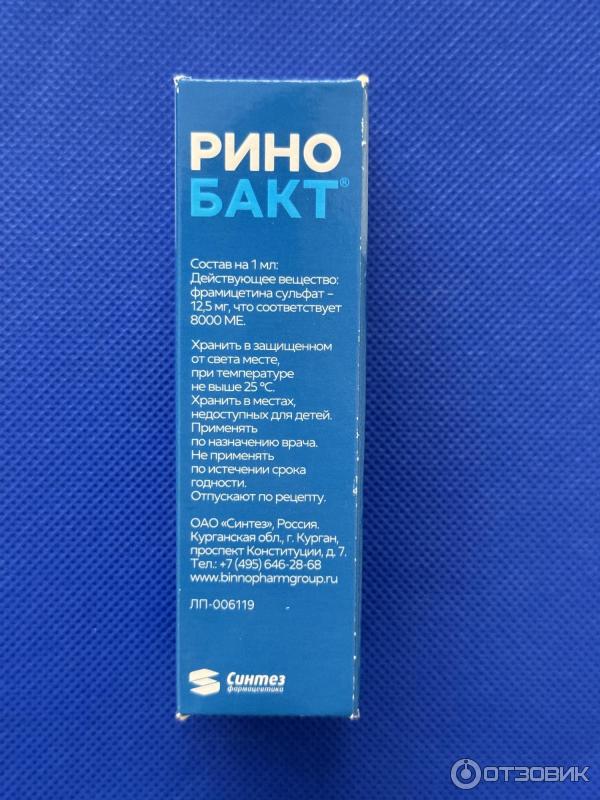 РИНО
БАКТ®
Состав на 1 мл:
Действующее вещество:
фрамицетина сульфат –
12,5 мг, что соответствует
8000 МЕ.
Хранить в защищенном
от света месте,
при температуре
не выше 25 °С.
Хранить в местах,
недоступных для детей.
Применять
по назначению врача.
Не применять
по истечении срока
годности.
Отпускают по рецепту.
ОАО «Синтез», Россия.
Курганская обл., г. Курган,
проспект Конституции, д. 7.
Тел.: +7 (495) 646-28-68
www.binnopharmgroup.ru
ЛП-006119
Синтез
фармацевтика
ОТЗОВИК